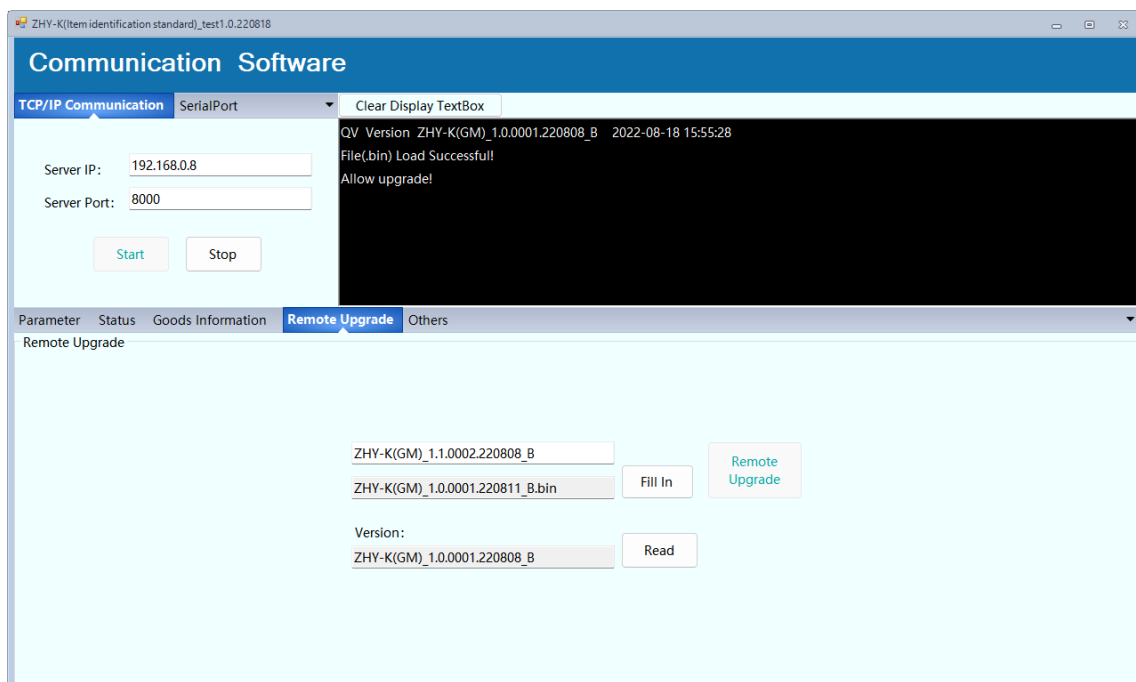 ZHY-K(Item identification standard)_test1.0.220818
Communication Software
TCP/IP Communication SerialPort Clear Display TextBox
QV Version ZHY-K(GM)_1.0.0001.220808_B 2022-08-18 15:55:28
File(.bin) Load Successful!
Allow upgrade!
Server IP: 192.168.0.8
Server Port: 8000
Start Stop
Parameter Status Goods Information Remote Upgrade Others
Remote Upgrade
ZHY-K(GM)_1.1.0002.220808_B
ZHY-K(GM)_1.0.0001.220811_B.bin
Fill In
Remote
Upgrade
Version:
ZHY-K(GM)_1.0.0001.220808_B
Read